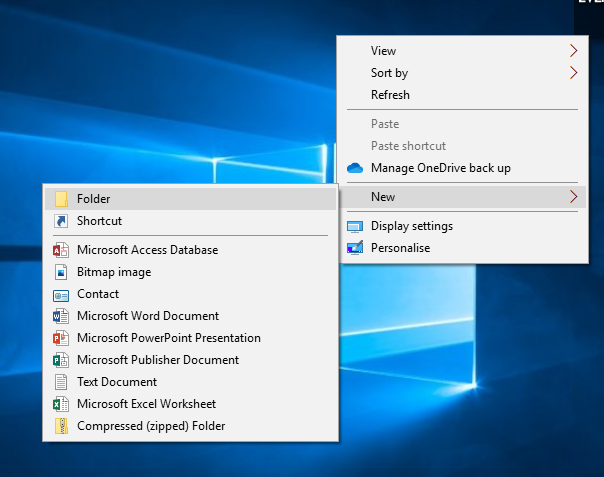 View
Sort by
Refresh
Paste
Paste shortcut
Manage OneDrive back up
New
Display settings
Personalise
Folder
Shortcut
Microsoft Access Database
Bitmap image
Contact
Microsoft Word Document
Microsoft PowerPoint Presentation
Microsoft Publisher Document
Text Document
Microsoft Excel Worksheet
Compressed (zipped) Folder